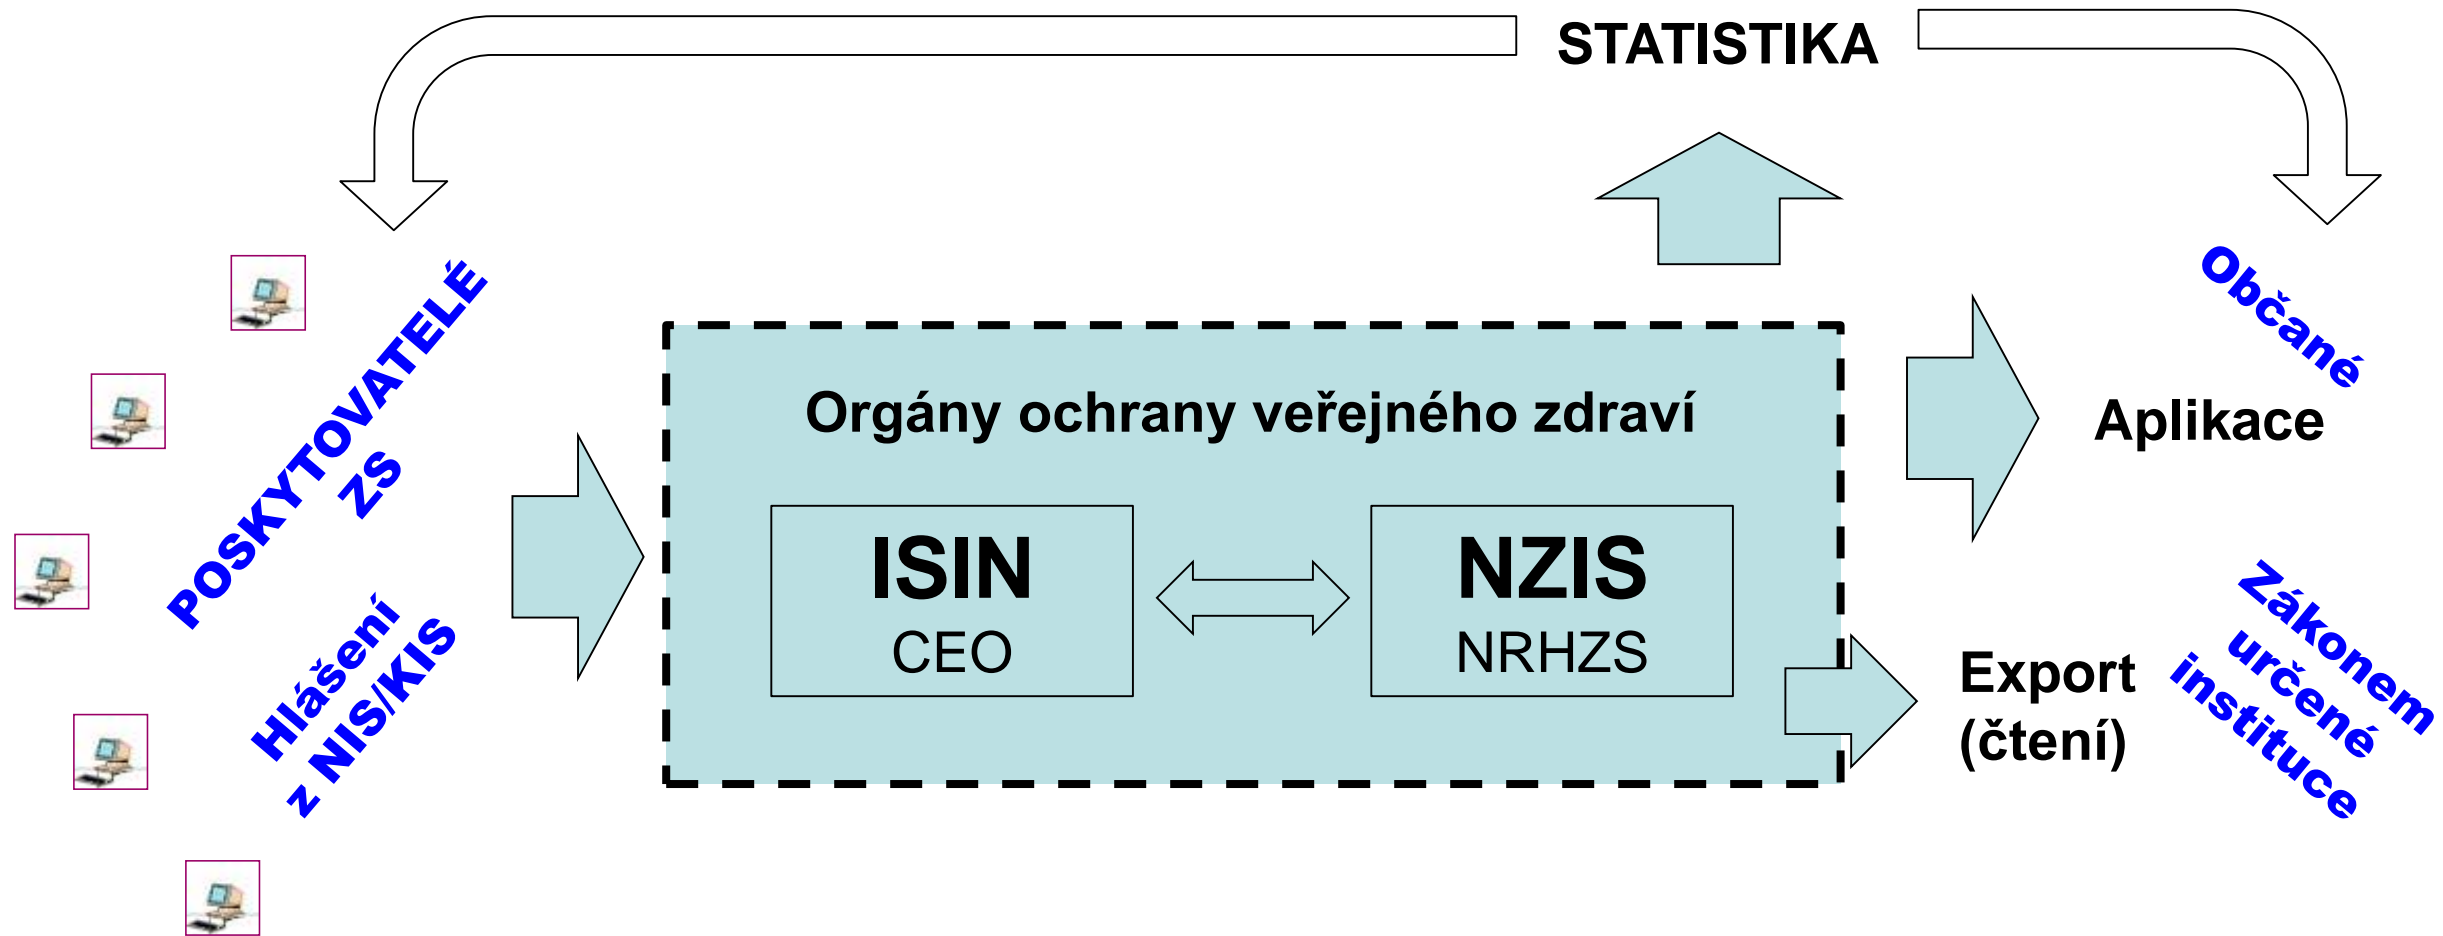 STATISTIKA
POSKYTOVATELÉ
ZS
Hlášení
z NIS/KIS
Orgány ochrany veřejného zdraví
ISIN
CEO
NZIS
NRHZS
Občané
Aplikace
Export
(čtení)
Zákonem
určené
instituce